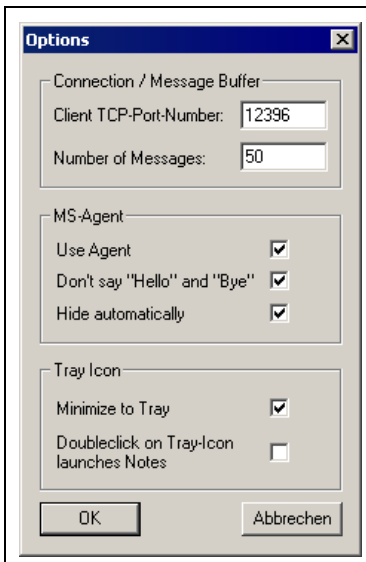 Options
Connection / Message Buffer
Client TCP-Port-Number: 12396
Number of Messages: 50
MS-Agent
Use Agent
Don't say "Hello" and "Bye"
Hide automatically
Tray Icon
Minimize to Tray
Doubleclick on Tray-Icon
launches Notes
OK Abbrechen